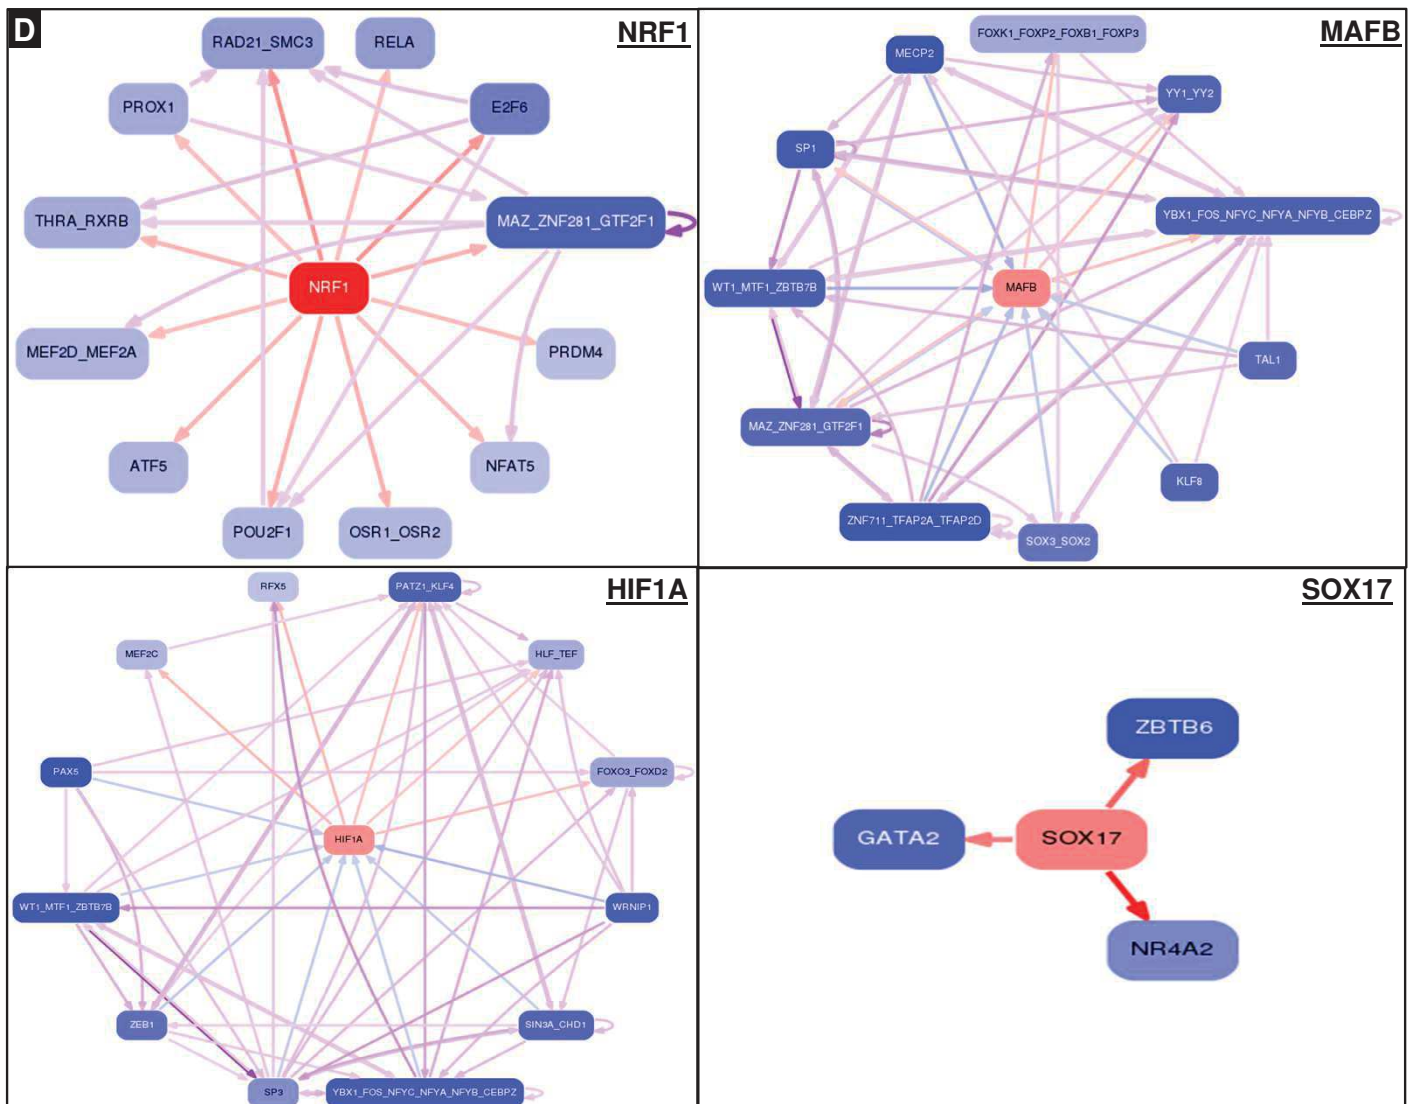 D
NRF1
RAD21_SMC3
RELA
PROX1
E2F6
THRA_RXRB
MAZ_ZNF281_GTF2F1
NRF1
MEF2D_MEF2A
PRDM4
ATF5
NFAT5
POU2F1
OSR1_OSR2
MAFB
FOXK1_FOXP2_FOXB1_FOXP3
MECP2
YY1_YY2
SP1
YBX1_FOS_NFYC_NFYA_NFYB_CEBPZ
WT1_MTF1_ZBTB7B
MAFB
TAL1
MAZ_ZNF281_GTF2F1
KLF8
ZNF711_TFAP2A_TFAP2D
SOX3_SOX2
HIF1A
RFX5
PATZ1_KLF4
MEF2C
HLF_TEF
PAX5
FOXO3_FOXD2
HIF1A
WT1_MTF1_ZBTB7B
WRNIP1
ZEB1
SIN3A_CHD1
SP3
YBX1_FOS_NFYC_NFYA_NFYB_CEBPZ
SOX17
ZBTB6
GATA2
SOX17
NR4A2